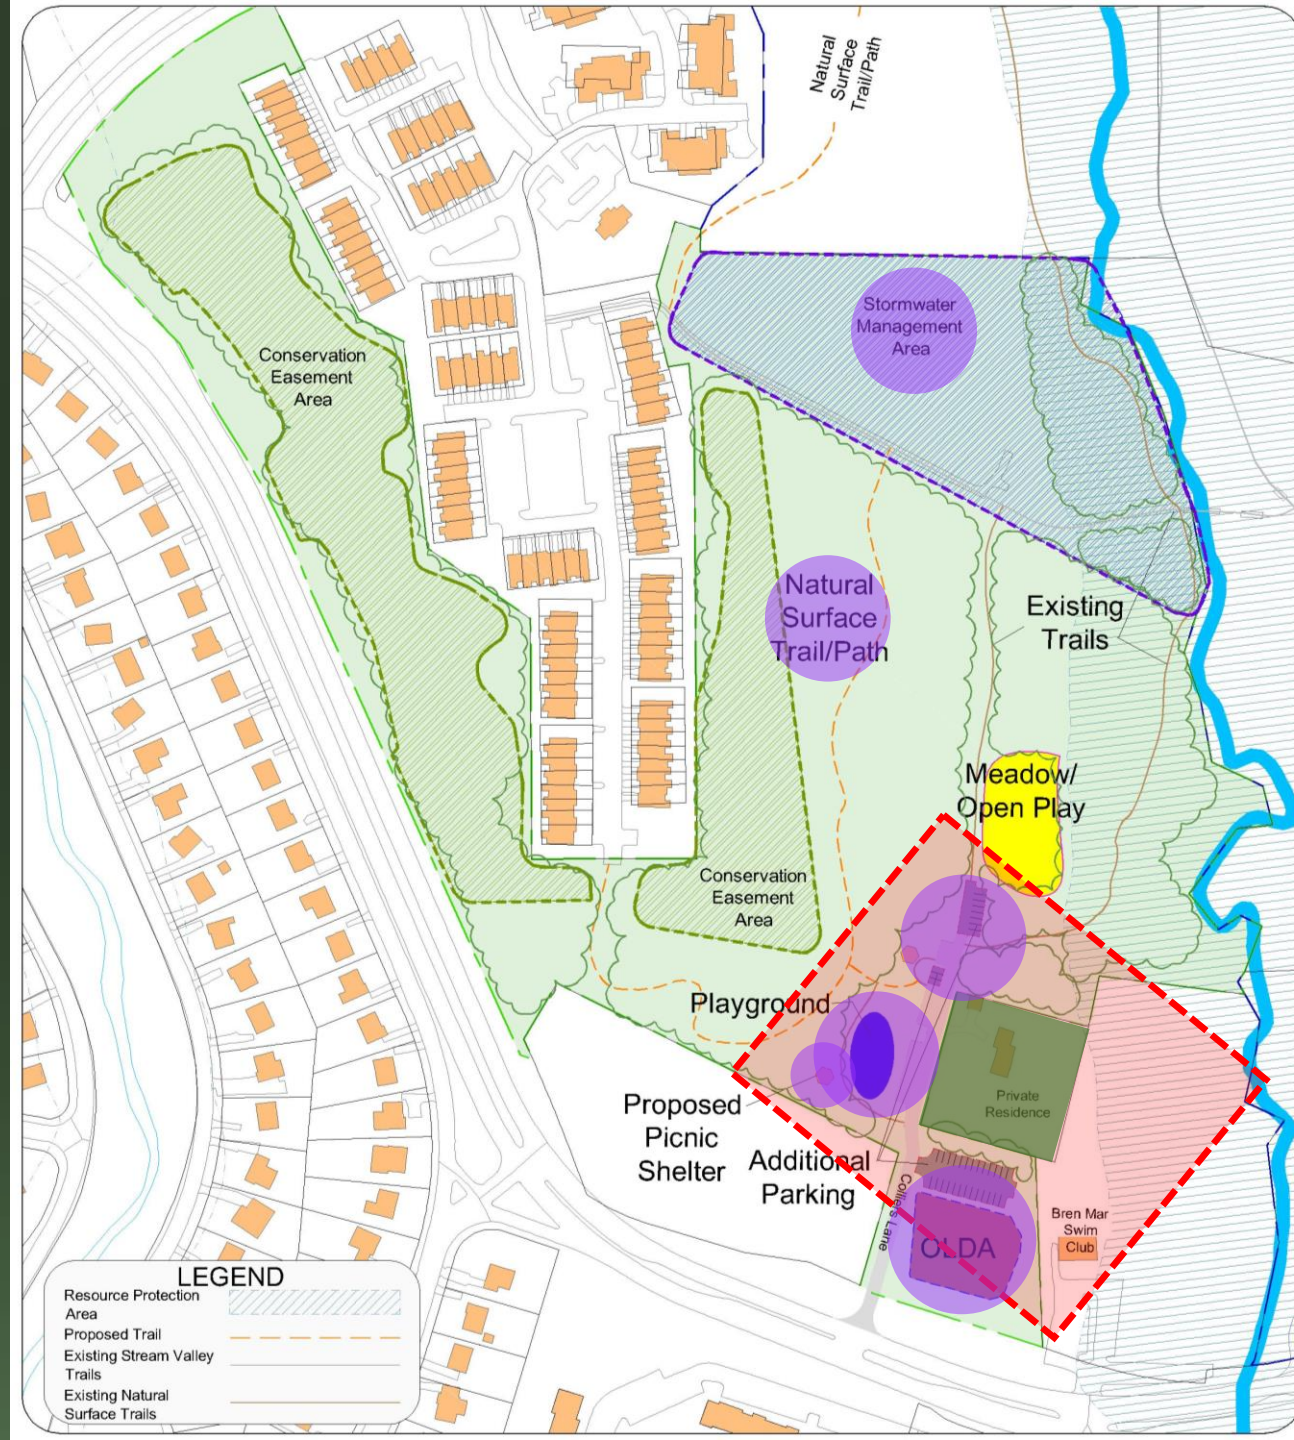 Natural
Surface
Trail/Path
Stormwater
Management
Area
Conservation
Easement
Area
Natural
Surface
Trail/Path
Existing
Trails
Meadow/
Open Play
Conservation
Easement
Area
Playground
Private
Residence
Proposed
Picnic
Shelter
Additional
Parking
Colliers Lane
OLDA
Bren Mar
Swim
Club
LEGEND
Resource Protection
Area
Proposed Trail
Existing Stream Valley
Trails
Existing Natural
Surface Trails